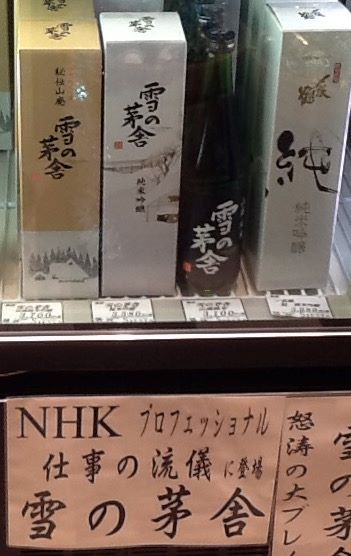 秘伝山廃
雪の茅舎
雪の茅舎
純米吟醸
雪の茅舎
純
純米吟醸
NHK プロフェッショナル
仕事の流儀に登場
雪の茅舎
怒涛の大ブレ
雪の茅